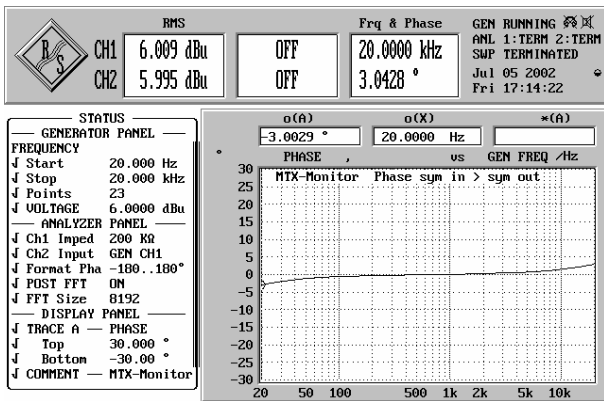 RMS
Frq & Phase
GEN RUNNING
ANL 1:TERM 2:TERM
SWP TERMINATED
Jul 05 2002
Fri 17:14:22
R S
CH1 6.009 dBu OFF 20.0000 kHz
CH2 5.995 dBu OFF 3.0428 °
STATUS
GENERATOR PANEL
FREQUENCY
Start 20.000 Hz
Stop 20.000 kHz
Points 23
VOLTAGE 6.0000 dBu
ANALYZER PANEL
Ch1 Imped 200 KΩ
Ch2 Input GEN CH1
Format Pha -180..180°
POST FFT ON
FFT Size 8192
DISPLAY PANEL
TRACE A — PHASE
Top 30.000 °
Bottom -30.00 °
COMMENT — MTX-Monitor
o(A) o(X) *(A)
-3.0029 ° 20.0000 Hz
° PHASE , vs GEN FREQ /Hz
MTX-Monitor Phase sym in > sym out
30
25
20
15
10
5
0
-5
-10
-15
-20
-25
-30
20 50 100 500 1k 2k 5k 10k